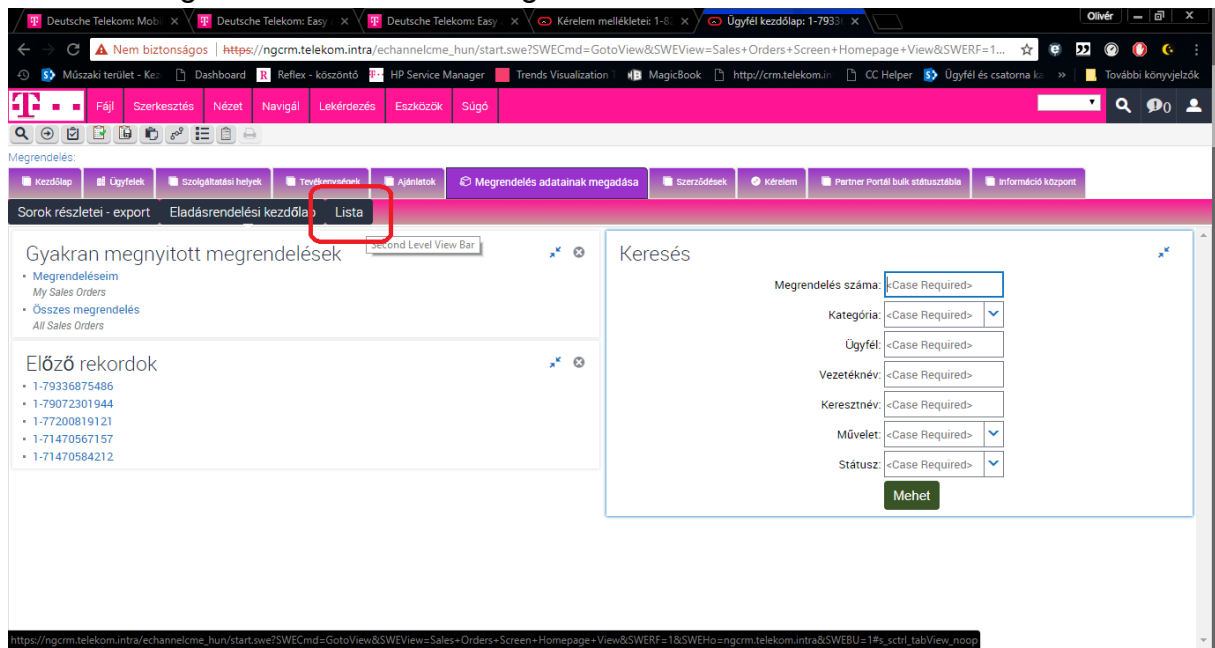 Deutsche Telekom: Mobi
Deutsche Telekom: Easy
Deutsche Telekom: Easy
Kérelem mellékletei: 1-8
Ügyfél kezdőlap: 1-7933
Olivér
Nem biztonságos | https://ngcrm.telekom.intra/echannelcme_hun/start.swe?SWECmd=GotoView&SWEView=Sales+Orders+Screen+Homepage+View&SWERF=1...
Műszaki terület - Kez
Dashboard
Reflex - köszöntő
HP Service Manager
Trends Visualization
MagicBook
http://crm.telekom.in
CC Helper
Ügyfél és csatorna ka
»
További könyvjelzők
Fájl Szerkesztés Nézet Navigál Lekérdezés Eszközök Súgó
0
Megrendelés:
Kezdőlap Ügyfelek Szolgáltatási helyek Tevékenységek Ajánlatok Megrendelés adatainak megadása Szerződések Kérelem Partner Portál bulk státusztábla Információ központ
Sorok részletei - export Eladásrendelési kezdőlap Lista
Second Level View Bar
Gyakran megnyitott megrendelések
Megrendeléseim
My Sales Orders
Összes megrendelés
All Sales Orders
Előző rekordok
1-79336875486
1-79072301944
1-77200819121
1-71470567157
1-71470584212
Keresés
Megrendelés száma: <Case Required>
Kategória: <Case Required>
Ügyfél: <Case Required>
Vezetéknév: <Case Required>
Keresztnév: <Case Required>
Művelet: <Case Required>
Státusz: <Case Required>
Mehet
https://ngcrm.telekom.intra/echannelcme_hun/start.swe?SWECmd=GotoView&SWEView=Sales+Orders+Screen+Homepage+View&SWERF=1&SWEHo=ngcrm.telekom.intra&SWEBU=1#s_sctrl_tabView_noop